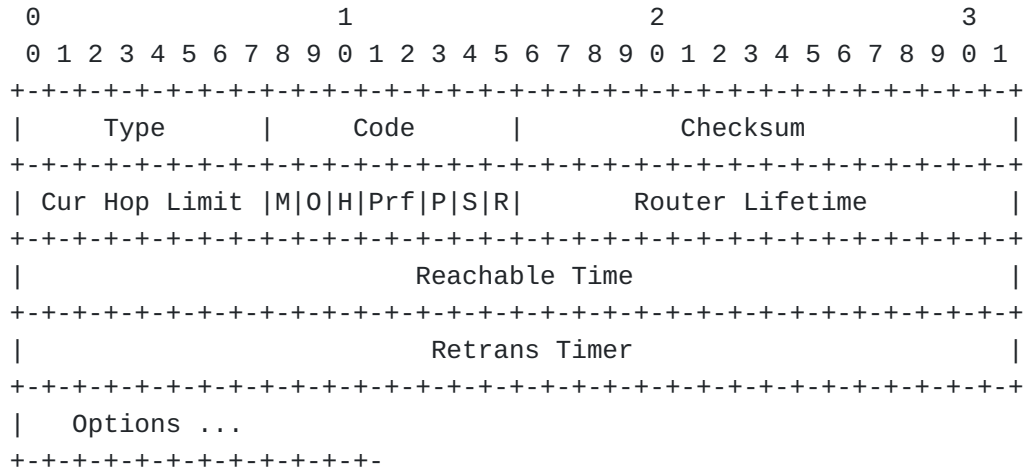 0                   1                   2                   3
 0 1 2 3 4 5 6 7 8 9 0 1 2 3 4 5 6 7 8 9 0 1 2 3 4 5 6 7 8 9 0 1
+-+-+-+-+-+-+-+-+-+-+-+-+-+-+-+-+-+-+-+-+-+-+-+-+-+-+-+-+-+-+-+-+
|     Type      |     Code      |          Checksum             |
+-+-+-+-+-+-+-+-+-+-+-+-+-+-+-+-+-+-+-+-+-+-+-+-+-+-+-+-+-+-+-+-+
| Cur Hop Limit |M|O|H|Prf|P|S|R|       Router Lifetime         |
+-+-+-+-+-+-+-+-+-+-+-+-+-+-+-+-+-+-+-+-+-+-+-+-+-+-+-+-+-+-+-+-+
|                         Reachable Time                        |
+-+-+-+-+-+-+-+-+-+-+-+-+-+-+-+-+-+-+-+-+-+-+-+-+-+-+-+-+-+-+-+-+
|                          Retrans Timer                        |
+-+-+-+-+-+-+-+-+-+-+-+-+-+-+-+-+-+-+-+-+-+-+-+-+-+-+-+-+-+-+-+-+
|   Options ...
+-+-+-+-+-+-+-+-+-+-+-+-